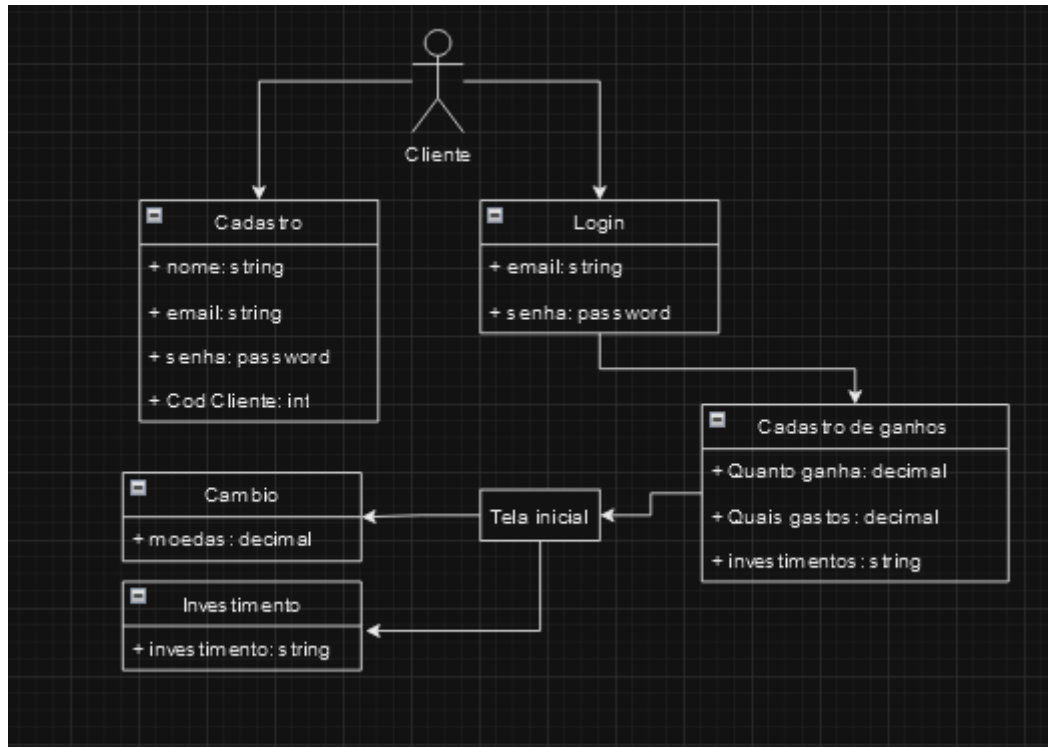 Cliente
Cadastro
+ nome: string
+ email: string
+ senha: password
+ Cod Cliente: int
Login
+ email: string
+ senha: password
Cadastro de ganhos
+ Quanto ganha: decimal
+ Quais gastos: decimal
+ investimentos: string
Tela inicial
Cambio
+ moedas: decimal
Investimento
+ investimento: string